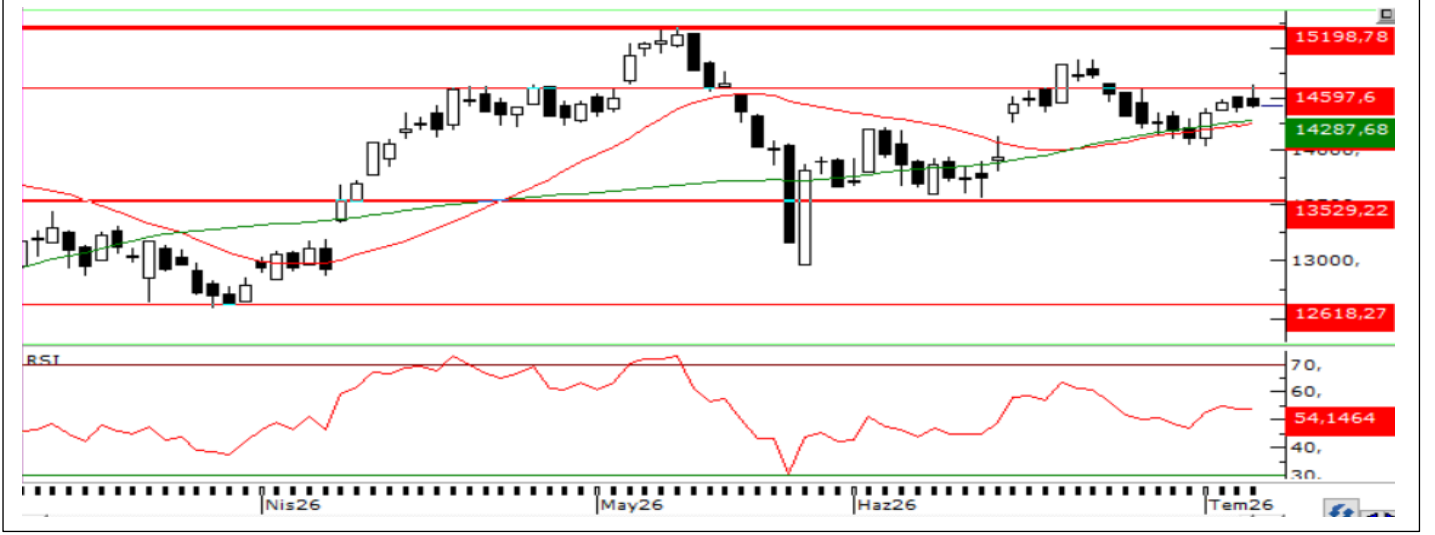 15198,78
14597,6
14287,68
14000,
13529,22
13000,
12618,27
RSI
70,
60,
54,1464
40,
30,
Nis26
May26
Haz26
Tem26